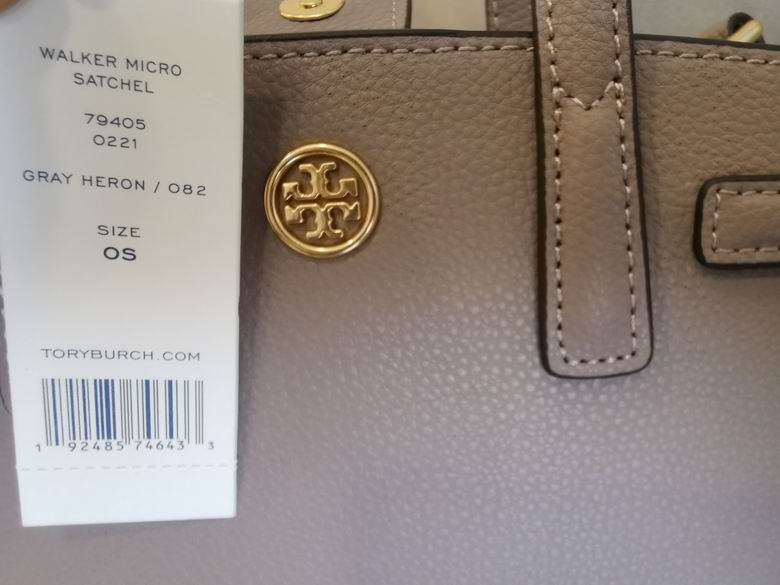 WALKER MICRO
SATCHEL
79405
0221
GRAY HERON / 082
SIZE
OS
TORYBURCH.COM
1 92485 74643 3